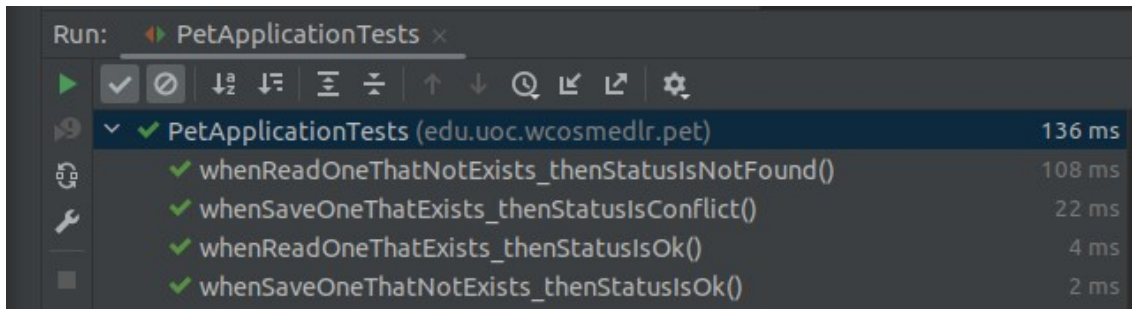 Run: PetApplicationTests ×
PetApplicationTests (edu.uoc.wcosmedlr.pet) 136 ms
whenReadOneThatNotExists_thenStatusIsNotFound() 108 ms
whenSaveOneThatExists_thenStatusIsConflict() 22 ms
whenReadOneThatExists_thenStatusIsOk() 4 ms
whenSaveOneThatNotExists_thenStatusIsOk() 2 ms